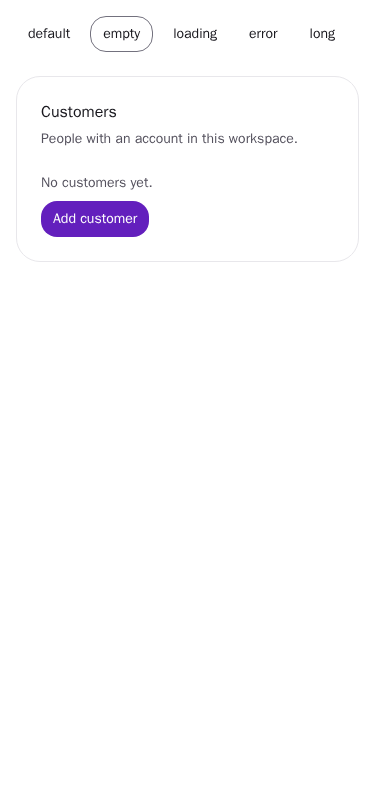 default empty loading error long
Customers
People with an account in this workspace.
No customers yet.
Add customer